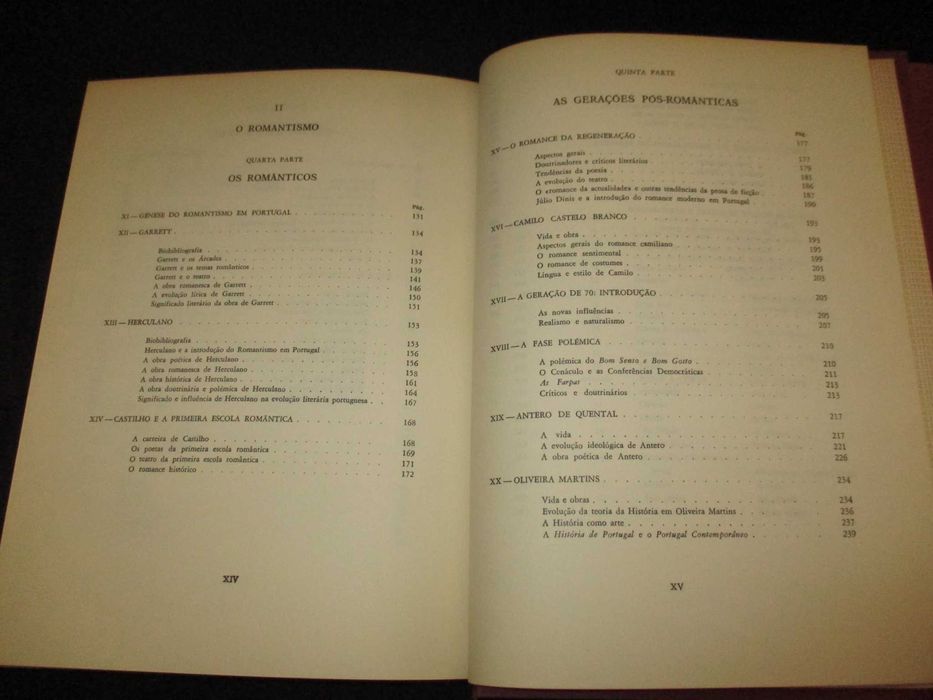 II
O ROMANTISMO
QUARTA PARTE
OS ROMÂNTICOS
Pág.
XI — GÉNESE DO ROMANTISMO EM PORTUGAL . . . 131
XII — GARRETT . . . 134
Biobibliografia . . . 134
Garrett e os Árcades . . . 137
Garrett e os temas românticos . . . 139
Garrett e o teatro . . . 141
A obra romanesca de Garrett . . . 146
A evolução lírica de Garrett . . . 150
Significado literário da obra de Garrett . . . 151
XIII — HERCULANO . . . 153
Biobibliografia . . . 153
Herculano e a introdução do Romantismo em Portugal . . . 156
A obra poética de Herculano . . . 156
A obra romanesca de Herculano . . . 158
A obra histórica de Herculano . . . 161
A obra doutrinária e polémica de Herculano . . . 164
Significado e influência de Herculano na evolução literária portuguesa . . . 167
XIV — CASTILHO E A PRIMEIRA ESCOLA ROMÂNTICA . . . 168
A carreira de Castilho . . . 168
Os poetas da primeira escola romântica . . . 169
O teatro da primeira escola romântica . . . 171
O romance histórico . . . 172
XIV
QUINTA PARTE
AS GERAÇÕES PÓS-ROMÂNTICAS
Pág.
XV — O ROMANCE DA REGENERAÇÃO . . . 177
Aspectos gerais . . . 177
Doutrinadores e críticos literários . . . 179
Tendências da poesia . . . 183
A evolução do teatro . . . 186
O «romance da actualidade» e outras tendências da prosa de ficção . . . 187
Júlio Dinis e a introdução do romance moderno em Portugal . . . 190
XVI — CAMILO CASTELO BRANCO . . . 193
Vida e obra . . . 193
Aspectos gerais do romance camiliano . . . 195
O romance sentimental . . . 199
O romance de costumes . . . 201
Língua e estilo de Camilo . . . 203
XVII — A GERAÇÃO DE 70: INTRODUÇÃO . . . 205
As novas influências . . . 205
Realismo e naturalismo . . . 207
XVIII — A FASE POLÉMICA . . . 210
A polémica do Bom Senso e Bom Gosto . . . 210
O Cenáculo e as Conferências Democráticas . . . 211
As Farpas . . . 213
Críticos e doutrinários . . . 213
XIX — ANTERO DE QUENTAL . . . 217
A vida . . . 217
A evolução ideológica de Antero . . . 221
A obra poética de Antero . . . 226
XX — OLIVEIRA MARTINS . . . 234
Vida e obras . . . 234
Evolução da teoria da História em Oliveira Martins . . . 236
A História como arte . . . 237
A História de Portugal e o Portugal Contemporâneo . . . 239
XV